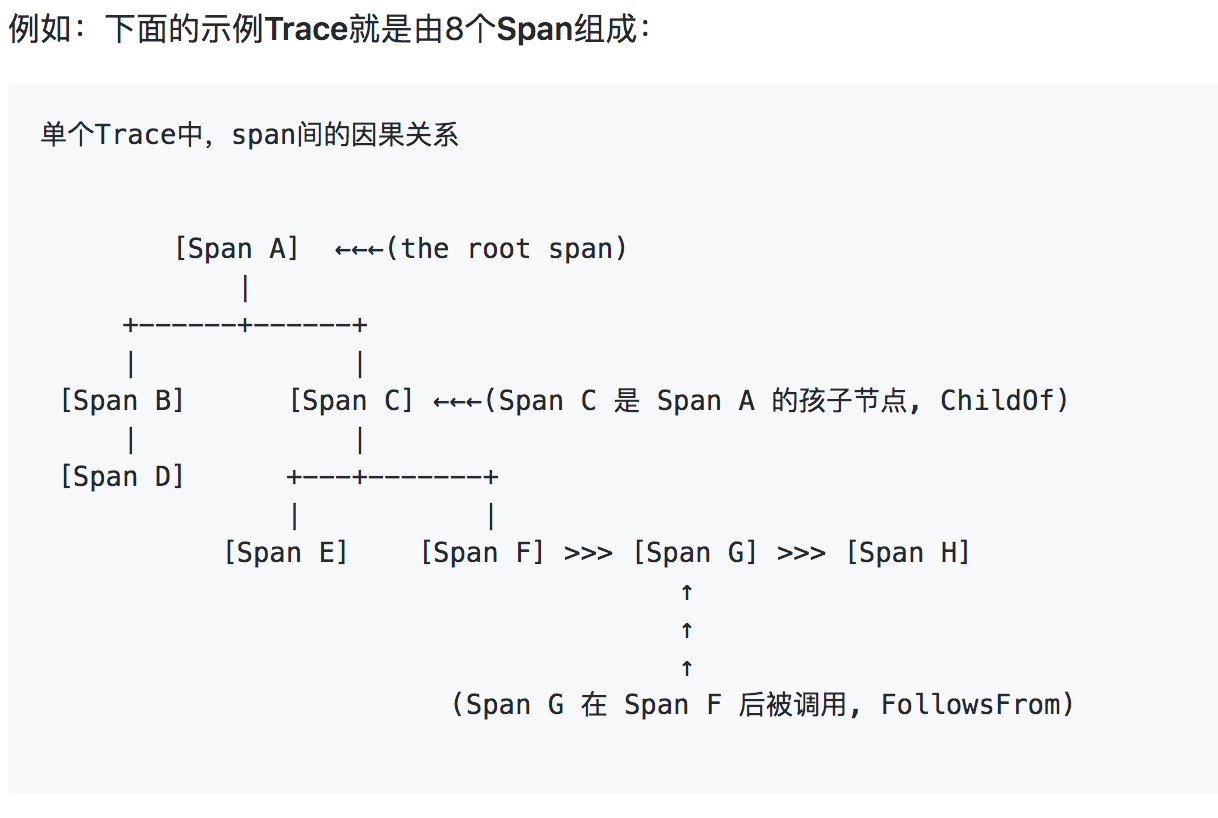 例如：下面的示例Trace就是由8个Span组成：
单个Trace中，span间的因果关系
        [Span A]  ←←←(the root span)
            |
     +------+------+
     |             |
 [Span B]      [Span C] ←←←(Span C 是 Span A 的孩子节点, ChildOf)
     |             |
 [Span D]      +---+-------+
               |           |
           [Span E]    [Span F] >>> [Span G] >>> [Span H]
                                       ↑
                                       ↑
                                       ↑
                         (Span G 在 Span F 后被调用, FollowsFrom)